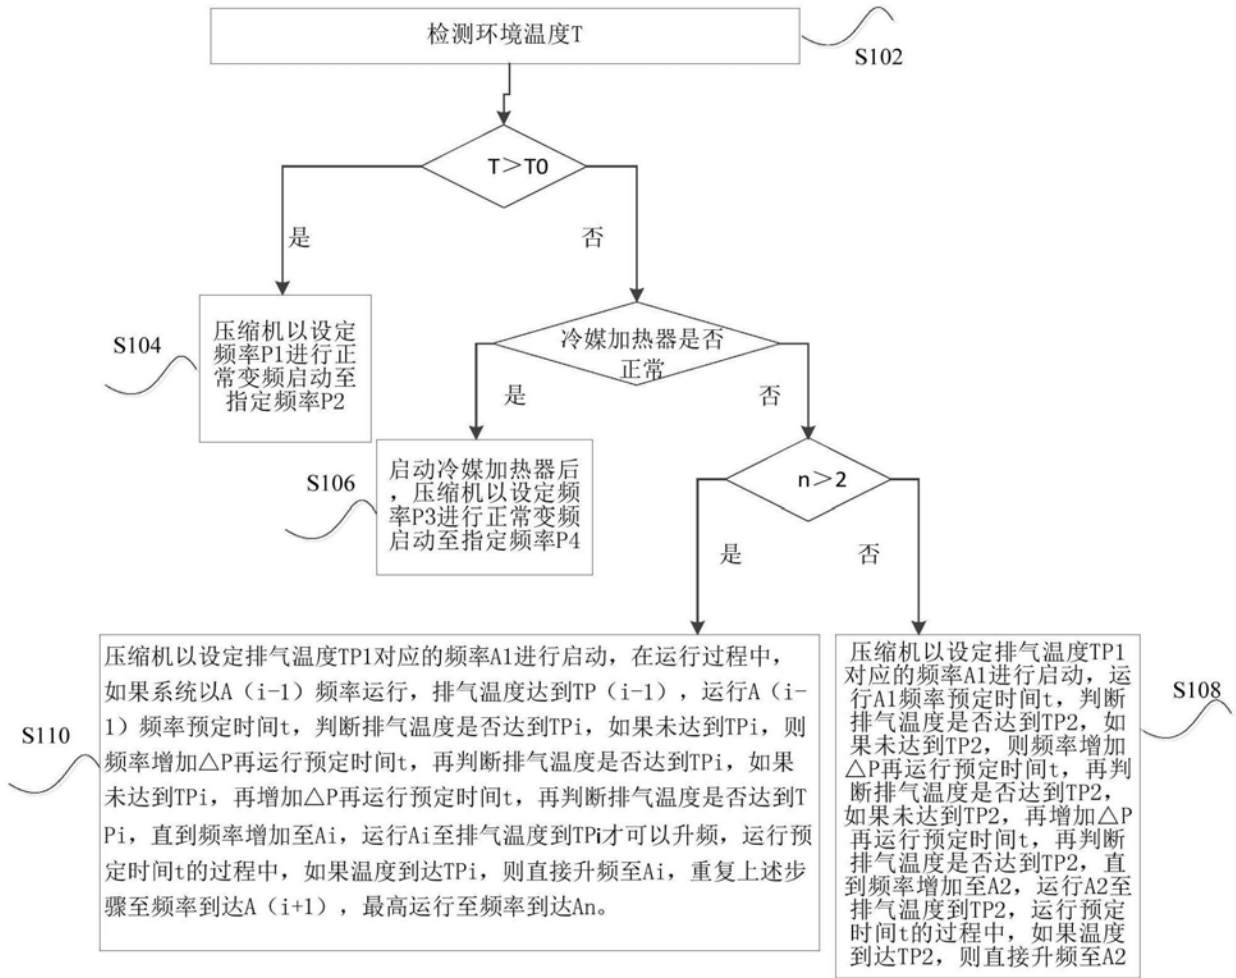 检测环境温度T
S102
T＞T0
是
否
S104
压缩机以设定
频率P1进行正
常变频启动至
指定频率P2
冷媒加热器是否
正常
是
否
S106
启动冷媒加热器后
，压缩机以设定频
率P3进行正常变频
启动至指定频率P4
n＞2
是
否
S110
压缩机以设定排气温度TP1对应的频率A1进行启动，在运行过程中，
如果系统以A（i-1）频率运行，排气温度达到TP（i-1），运行A（i-
1）频率预定时间t，判断排气温度是否达到TPi，如果未达到TPi，则
频率增加△P再运行预定时间t，再判断排气温度是否达到TPi，如果
未达到TPi，再增加△P再运行预定时间t，再判断排气温度是否达到T
Pi，直到频率增加至Ai，运行Ai至排气温度到TPi才可以升频，运行预
定时间t的过程中，如果温度到达TPi，则直接升频至Ai，重复上述步
骤至频率到达A（i+1），最高运行至频率到达An。
压缩机以设定排气温度TP1
对应的频率A1进行启动，运
行A1频率预定时间t，判断
排气温度是否达到TP2，如
果未达到TP2，则频率增加
△P再运行预定时间t，再判
断排气温度是否达到TP2，
如果未达到TP2，再增加△P
再运行预定时间t，再判断
排气温度是否达到TP2，直
到频率增加至A2，运行A2至
排气温度到TP2，运行预定
时间t的过程中，如果温度
到达TP2，则直接升频至A2
S108